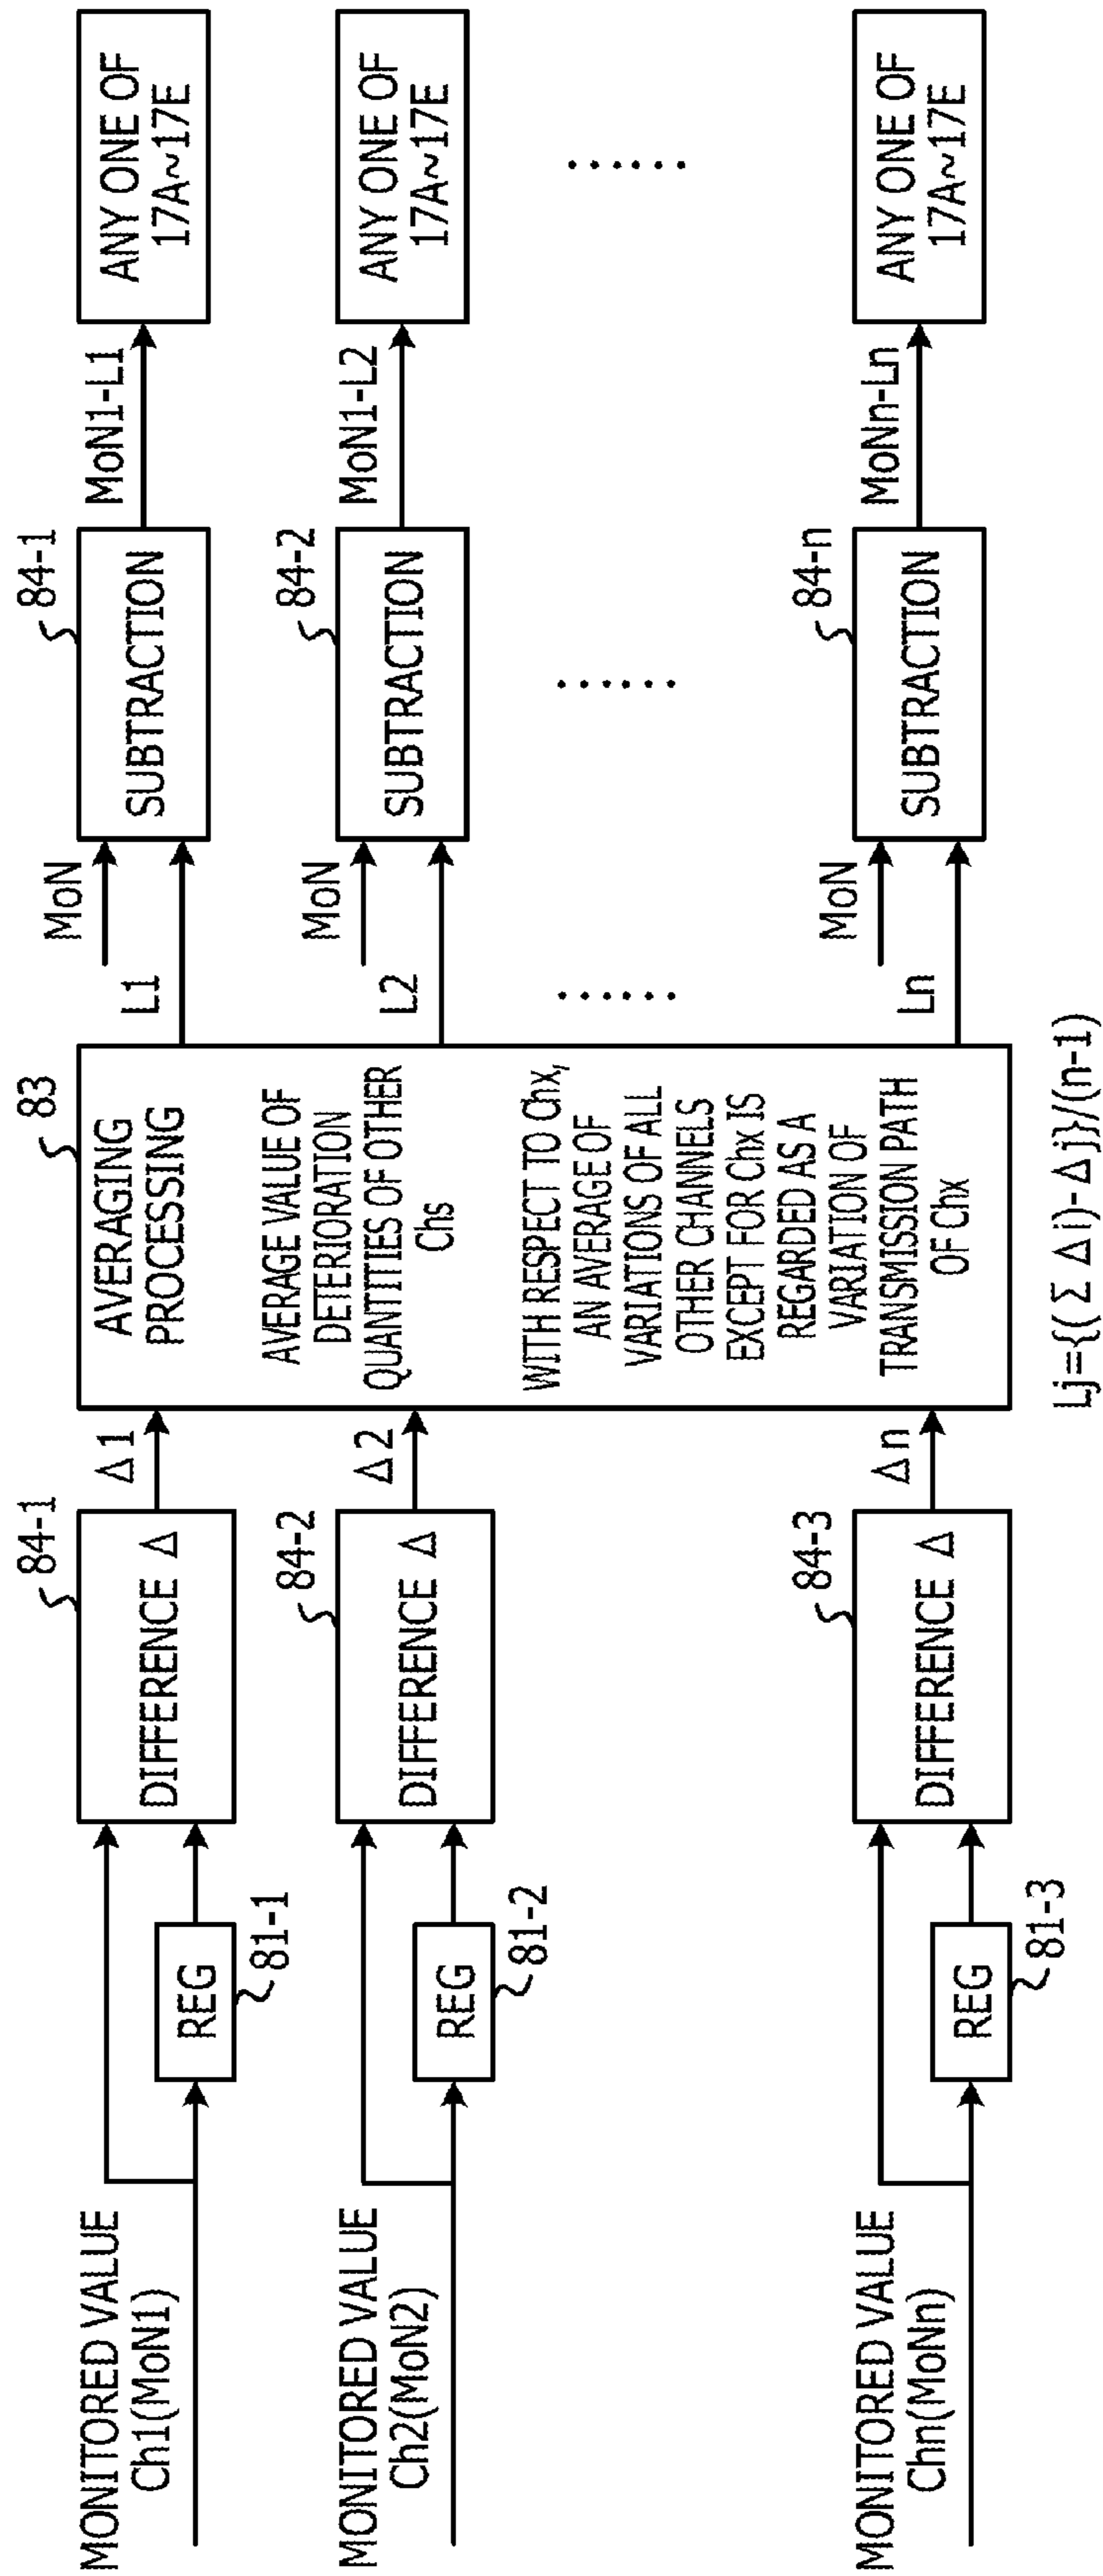 MONITORED VALUE
Ch1(MoN1)
REG
81-1
84-1
DIFFERENCE Δ
Δ1
MONITORED VALUE
Ch2(MoN2)
REG
81-2
84-2
DIFFERENCE Δ
Δ2
MONITORED VALUE
Chn(MoNn)
REG
81-3
84-3
DIFFERENCE Δ
Δn
83
AVERAGING
PROCESSING
AVERAGE VALUE OF
DETERIORATION
QUANTITIES OF OTHER
Chs
WITH RESPECT TO Chx,
AN AVERAGE OF
VARIATIONS OF ALL
OTHER CHANNELS
EXCEPT FOR Chx IS
REGARDED AS A
VARIATION OF
TRANSMISSION PATH
OF Chx
Lj={(Σ Δi)-Δj}/(n-1)
L1
MoN
84-1
SUBTRACTION
MoN1-L1
ANY ONE OF
17A~17E
L2
MoN
84-2
SUBTRACTION
MoN1-L2
ANY ONE OF
17A~17E
......
......
......
Ln
MoN
84-n
SUBTRACTION
MoNn-Ln
ANY ONE OF
17A~17E